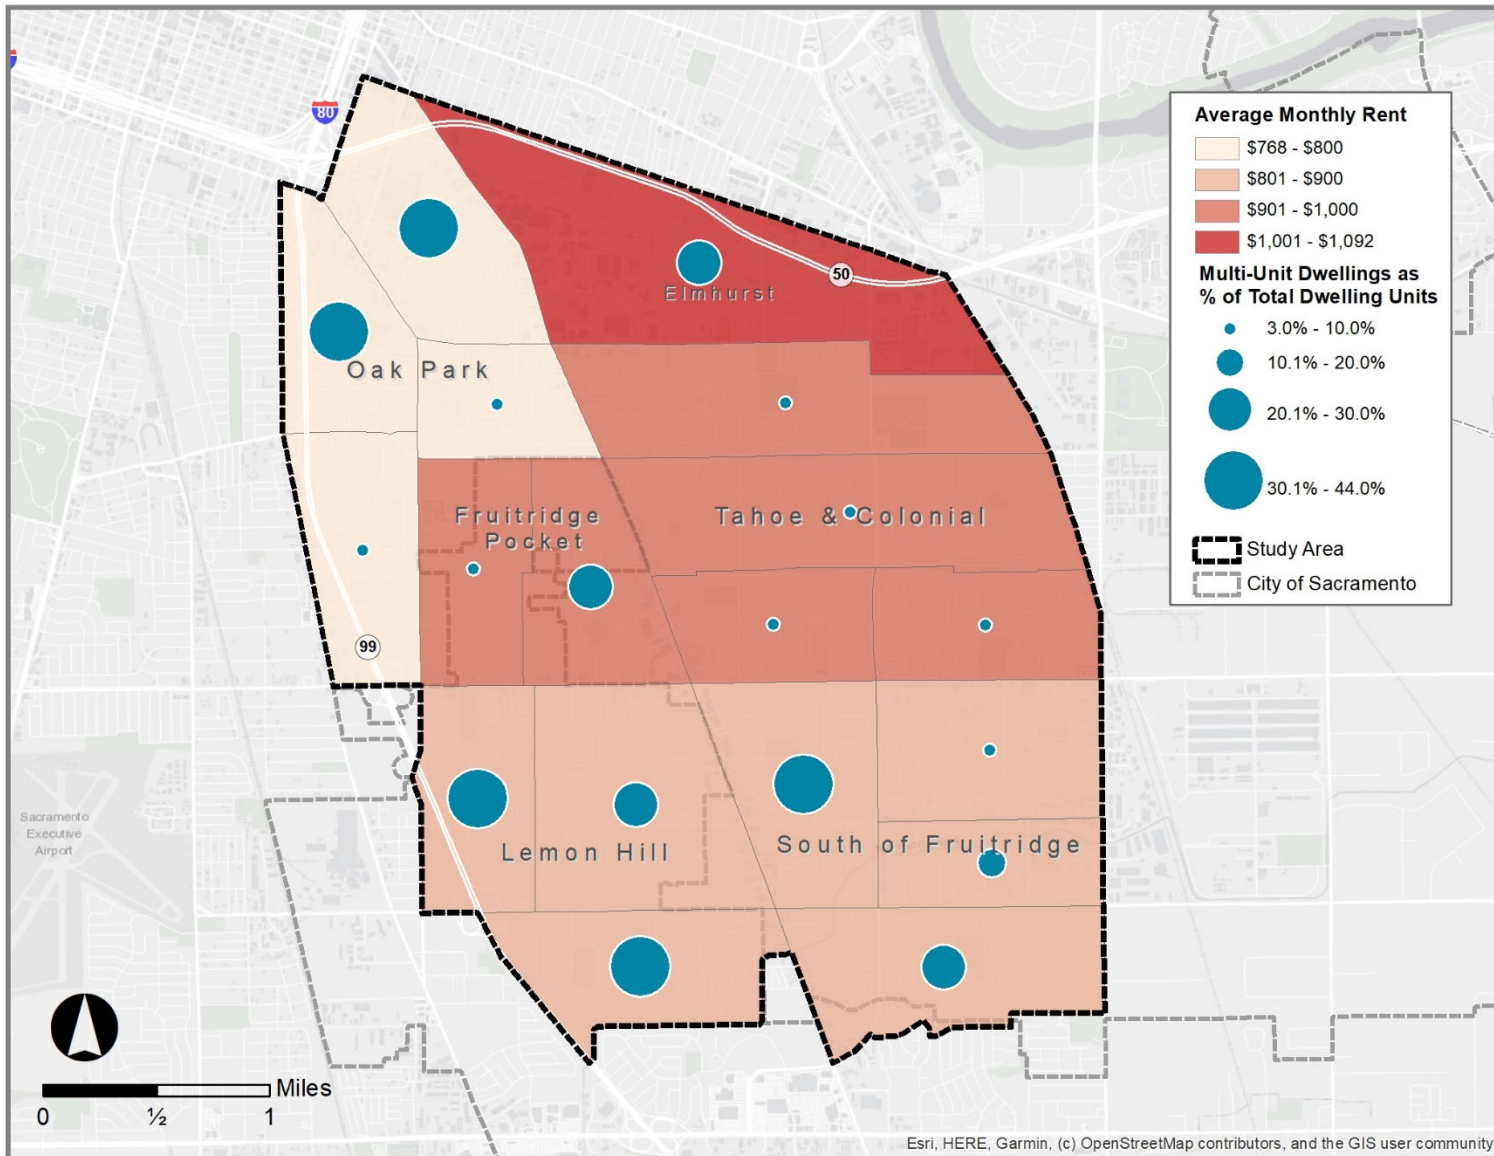 80
50
Elmhurst
Oak Park
Fruitridge
Pocket
Tahoe & Colonial
99
Lemon Hill
South of Fruitridge
Sacramento
Executive
Airport
Average Monthly Rent
$768 - $800
$801 - $900
$901 - $1,000
$1,001 - $1,092
Multi-Unit Dwellings as
% of Total Dwelling Units
3.0% - 10.0%
10.1% - 20.0%
20.1% - 30.0%
30.1% - 44.0%
Study Area
City of Sacramento
Miles
0 ½ 1
Esri, HERE, Garmin, (c) OpenStreetMap contributors, and the GIS user community